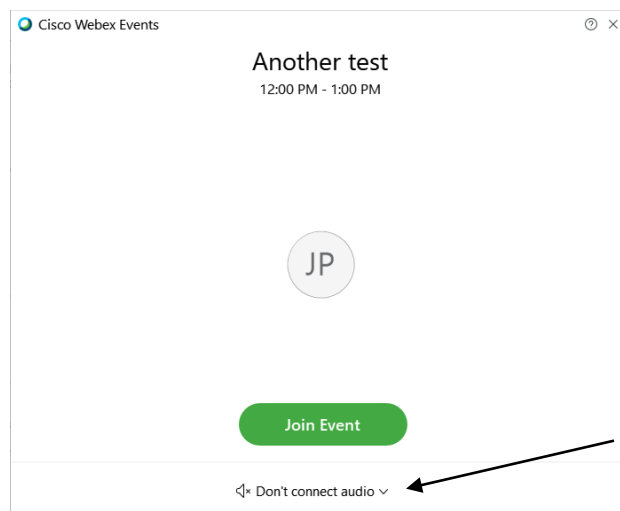 Cisco Webex Events
Another test
12:00 PM - 1:00 PM
JP
Join Event
Don't connect audio